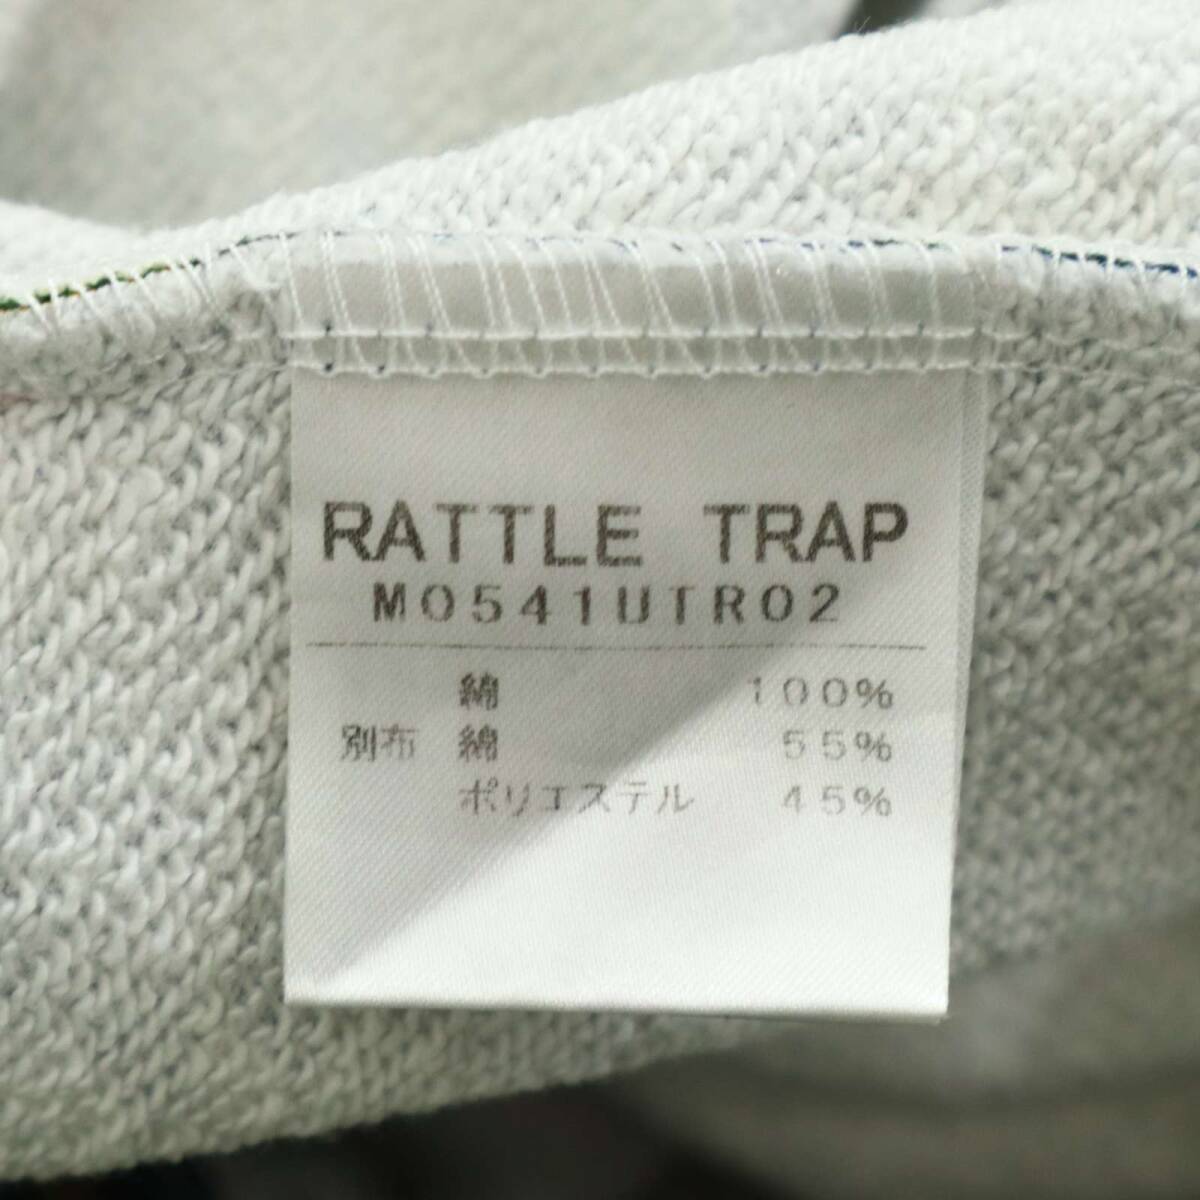 RATTLE TRAP
M0541UTR02
綿 100%
別布 綿 55%
ポリエステル 45%